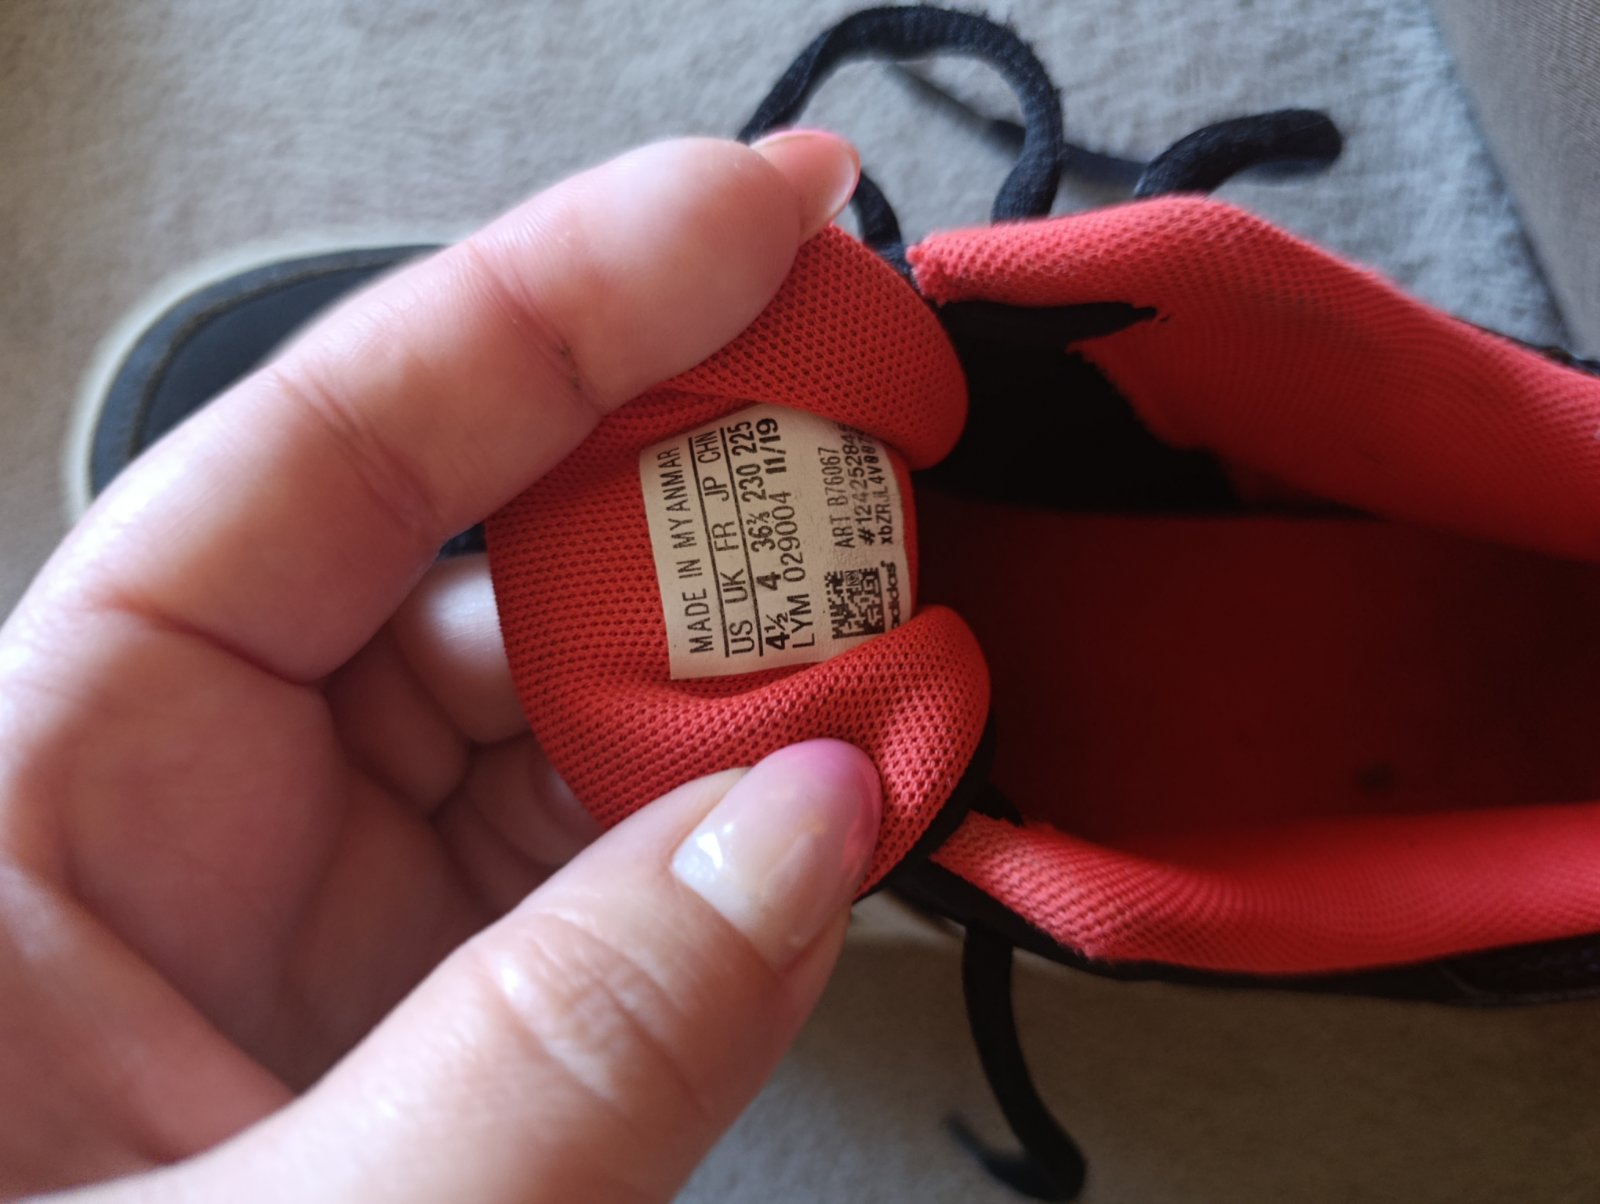 MADE IN MYANMAR
US UK FR JP CHN
4½ 4 36⅔ 230 225
LYM 029004 11/19
ART B76067
adidas